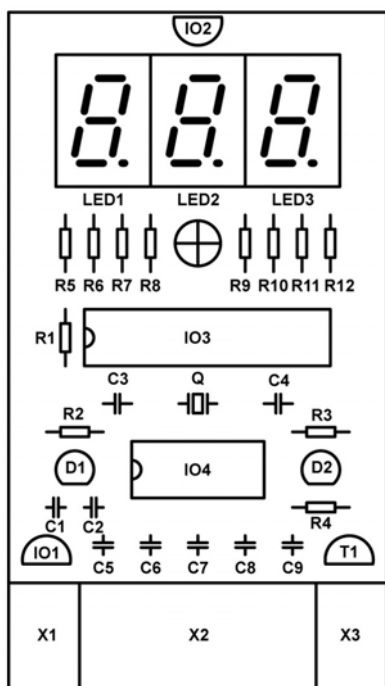 IO2
LED1 LED2 LED3
R5 R6 R7 R8 R9 R10 R11 R12
R1 IO3
C3 Q C4
R2 R3
D1 IO4 D2
C1 C2 R4
IO1 T1
C5 C6 C7 C8 C9
X1 X2 X3